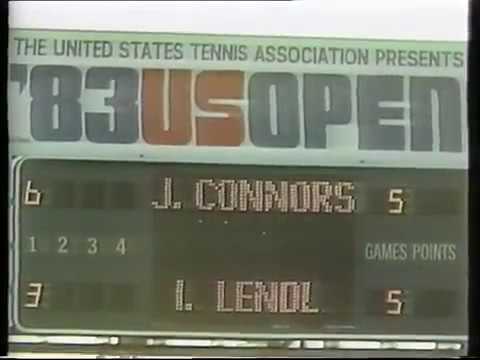 THE UNITED STATES TENNIS ASSOCIATION PRESENTS
'83 US OPEN
6 J. CONNORS 5
1 2 3 4 GAMES POINTS
3 I. LENDL 5